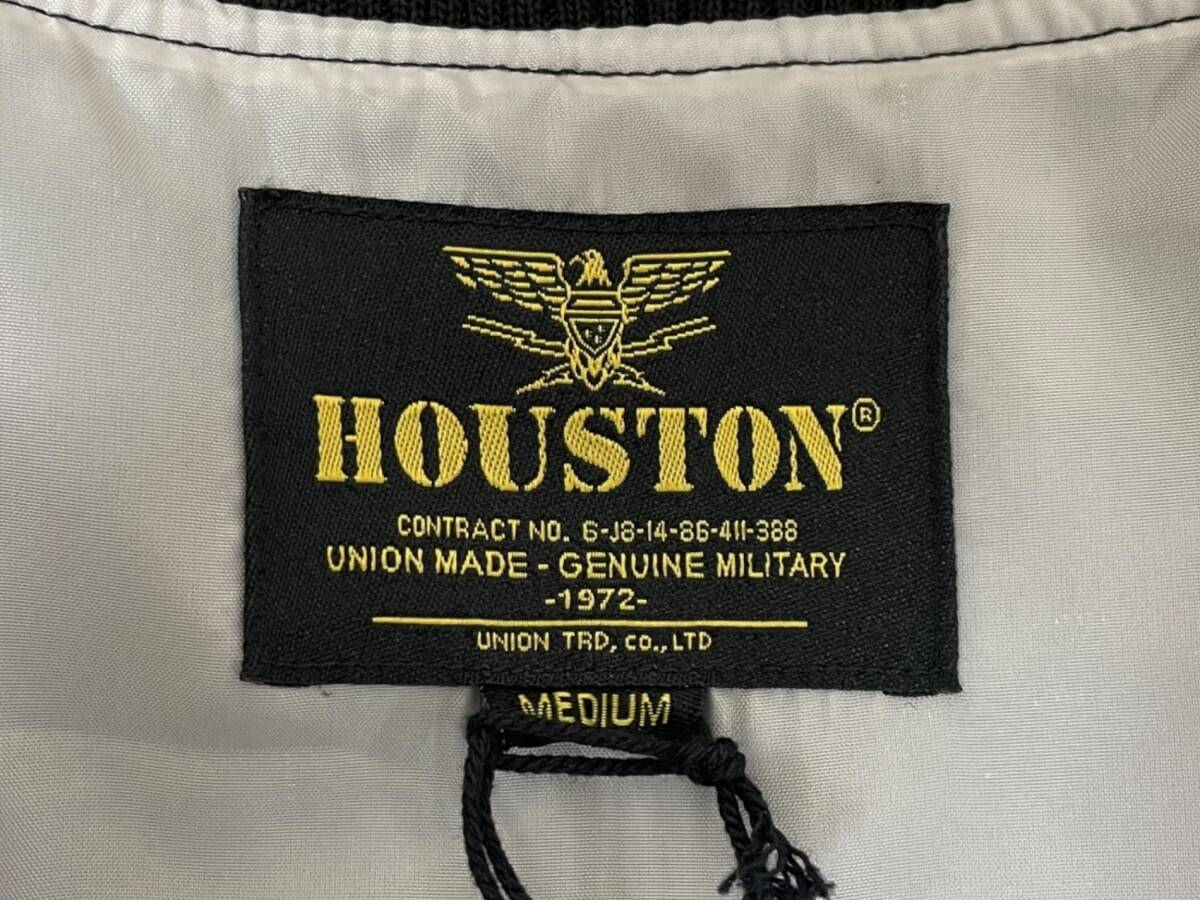 HOUSTON®
CONTRACT NO. 6-J8-14-86-411-388
UNION MADE - GENUINE MILITARY
-1972-
UNION TRD, co., LTD
MEDIUM